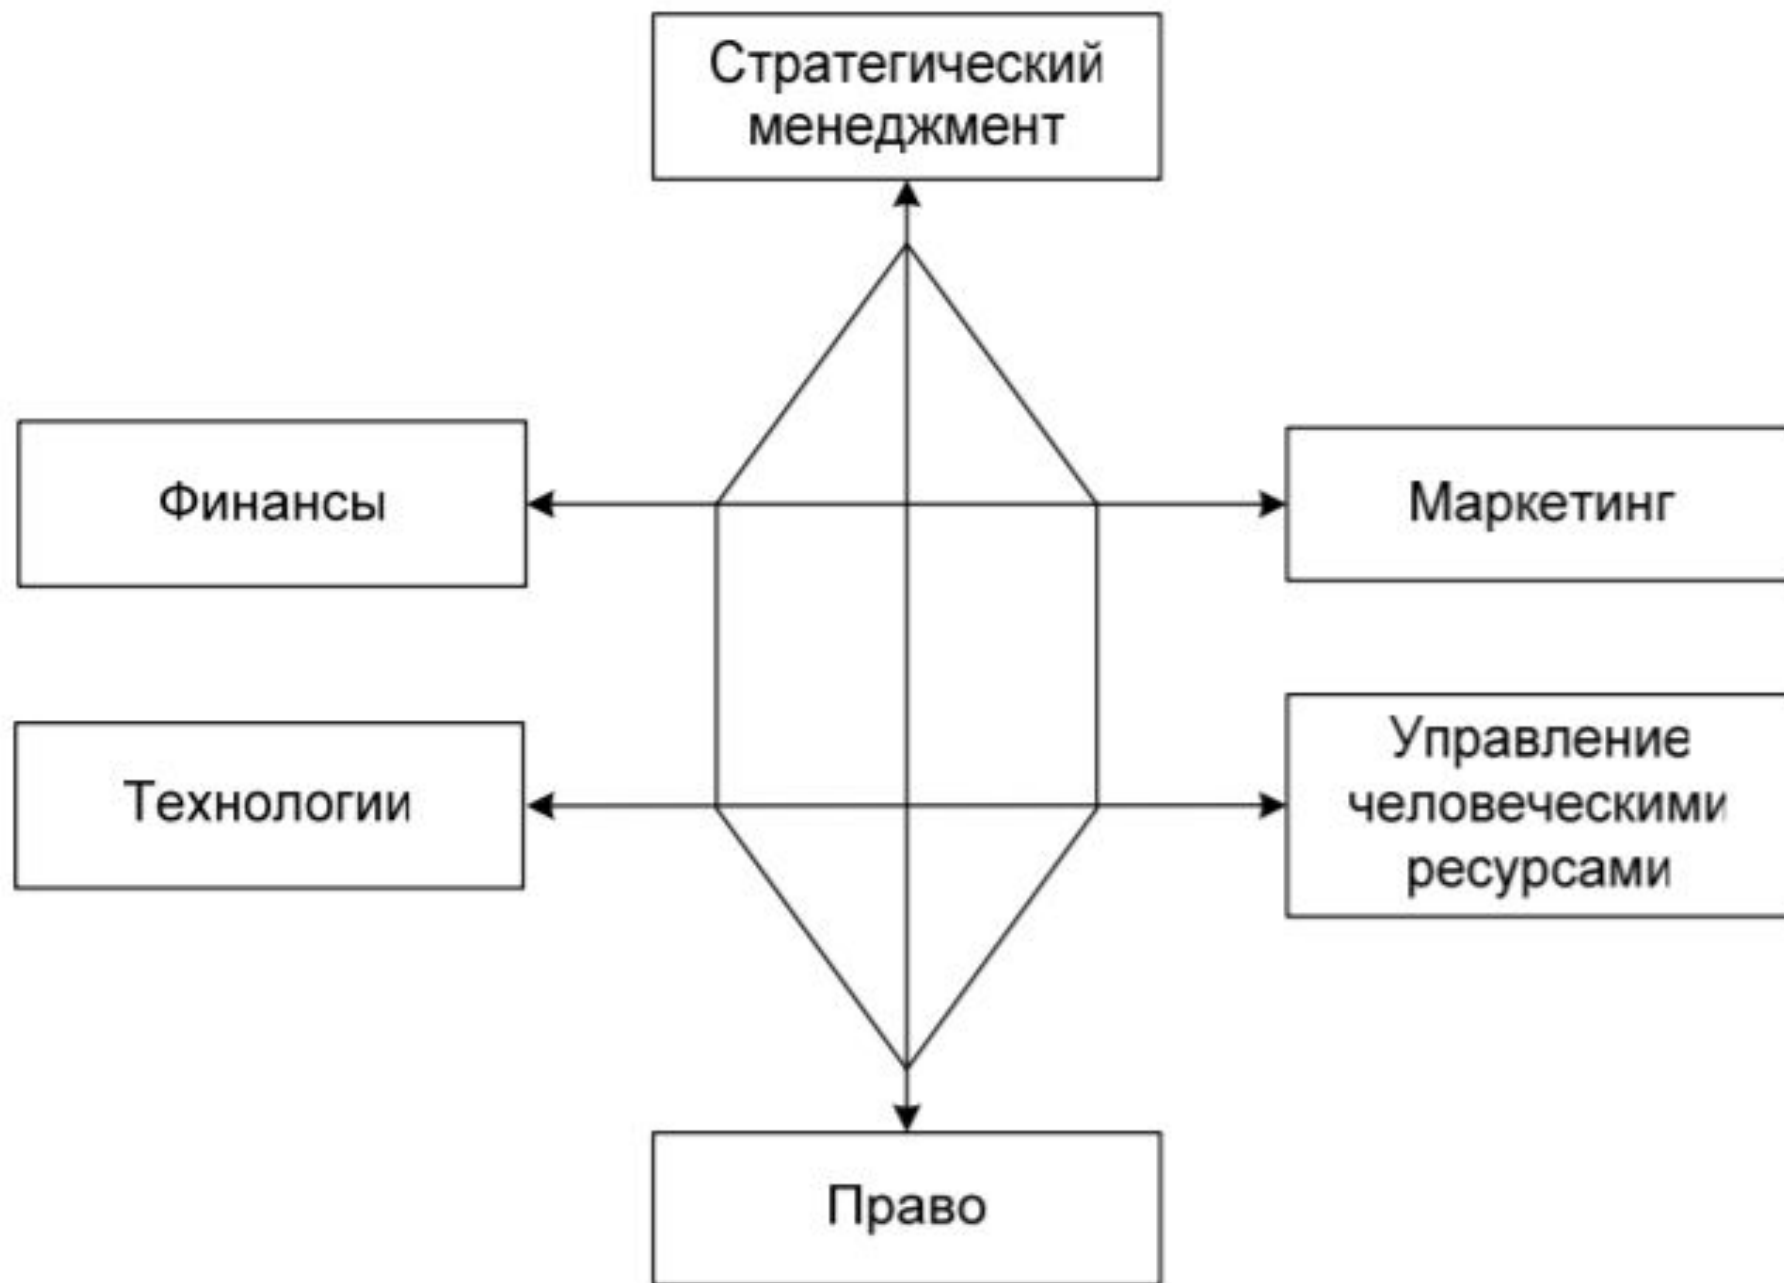 Стратегический
менеджмент
Финансы
Маркетинг
Технологии
Управление
человеческими
ресурсами
Право